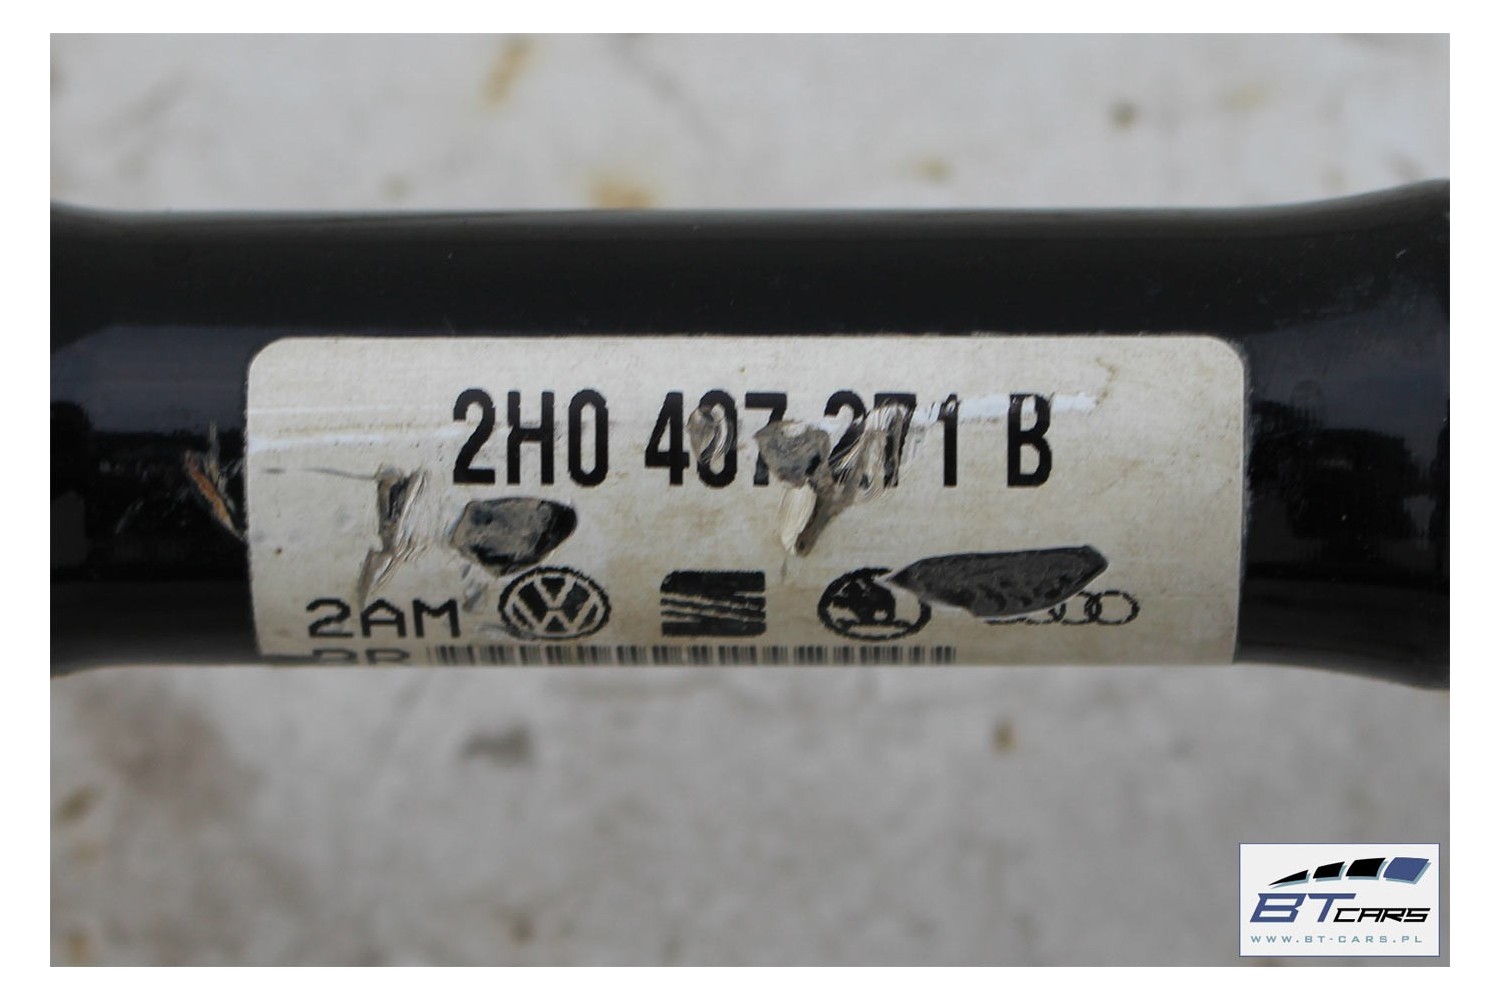 2H0 407 271 B
2AM
BT CARS
WWW.BT-CARS.PL